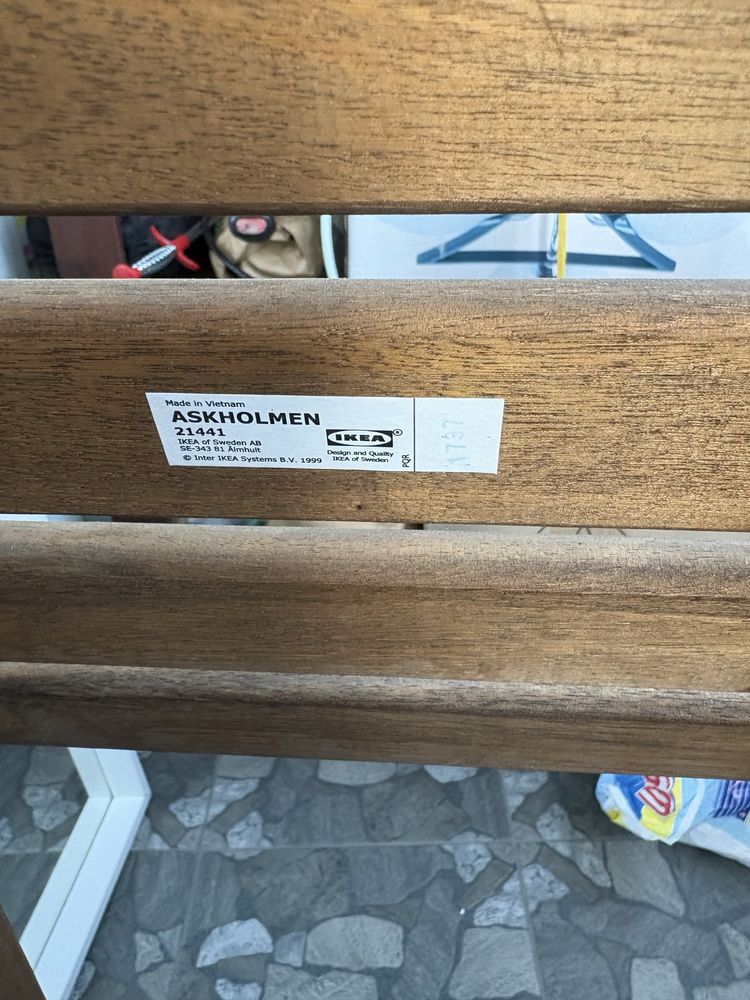 Made in Vietnam
ASKHOLMEN
21441
IKEA of Sweden AB
SE-343 81 Älmhult
© Inter IKEA Systems B.V. 1999
IKEA®
Design and Quality
IKEA of Sweden
PQR